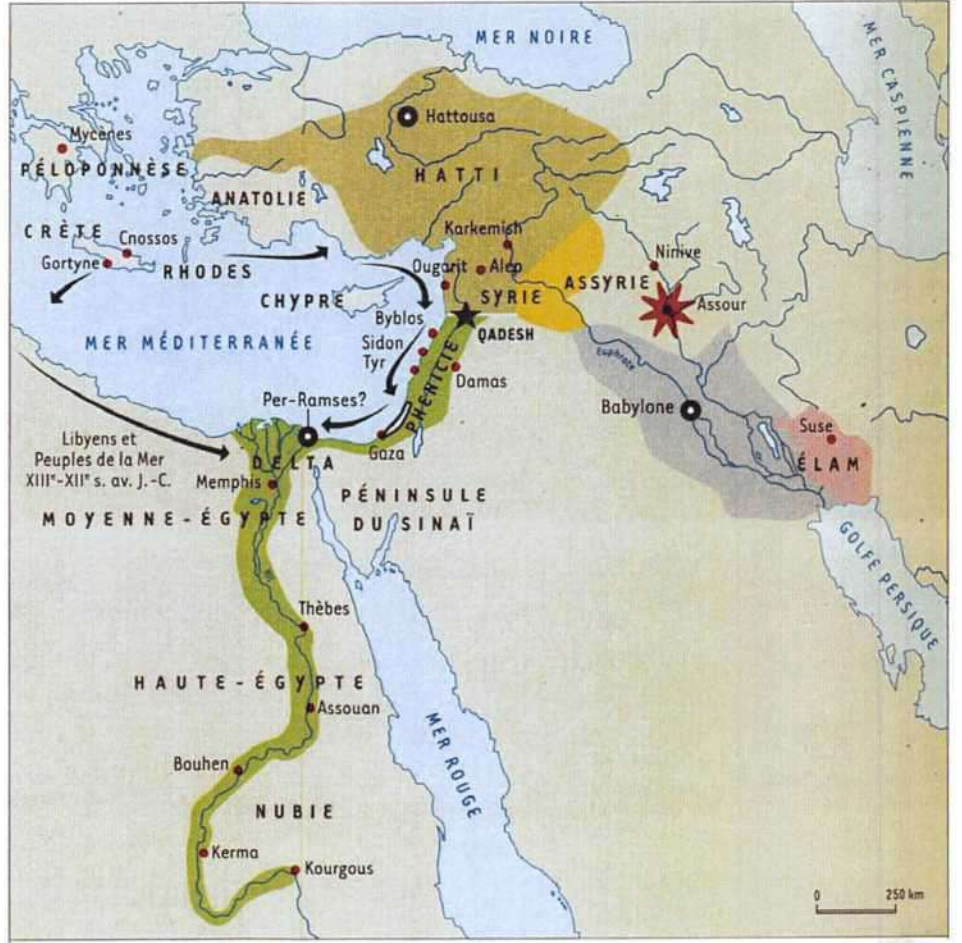 MER NOIRE
MER CASPIENNE
Hattousa
Mycènes
PÉLOPONNÈSE
HATTI
ANATOLIE
CRÈTE
Cnossos
Karkemish
Gortyne
RHODES
Ninive
Ougarit
Alep
ASSYRIE
CHYPRE
SYRIE
Assour
Byblos
QADESH
MER MÉDITERRANÉE
Sidon
Tyr
PHÉNICIE
Damas
Euphrate
Per-Ramses?
Babylone
Suse
Libyens et
Peuples de la Mer
XIIIe-XIIe s. av. J.-C.
Gaza
DELTA
ÉLAM
Memphis
PÉNINSULE
DU SINAÏ
MOYENNE-ÉGYPTE
GOLFE PERSIQUE
Thèbes
HAUTE-ÉGYPTE
Assouan
MER ROUGE
Bouhen
NUBIE
Kerma
Kourgous
0 250 km